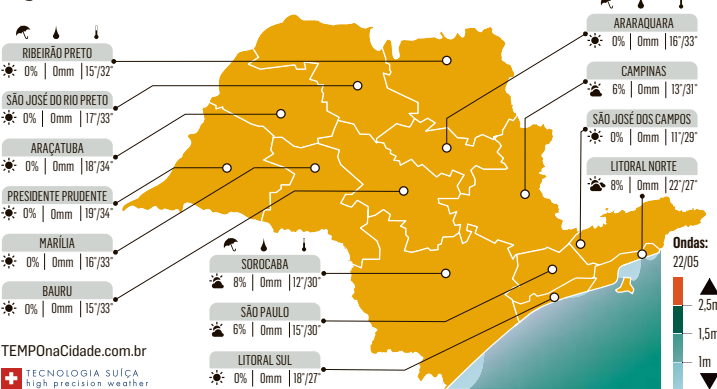 RIBEIRÃO PRETO
0% | 0mm | 15°/32°
SÃO JOSÉ DO RIO PRETO
0% | 0mm | 17°/33°
ARAÇATUBA
0% | 0mm | 18°/34°
PRESIDENTE PRUDENTE
0% | 0mm | 19°/34°
MARÍLIA
0% | 0mm | 16°/33°
BAURU
0% | 0mm | 15°/33°
SOROCABA
8% | 0mm | 12°/30°
SÃO PAULO
6% | 0mm | 15°/30°
LITORAL SUL
0% | 0mm | 18°/27°
ARARAQUARA
0% | 0mm | 16°/33°
CAMPINAS
6% | 0mm | 13°/31°
SÃO JOSÉ DOS CAMPOS
0% | 0mm | 11°/29°
LITORAL NORTE
8% | 0mm | 22°/27°
Ondas:
22/05
2,5m
1,5m
1m
TEMPOnaCidade.com.br
TECNOLOGIA SUÍÇA
high precision weather